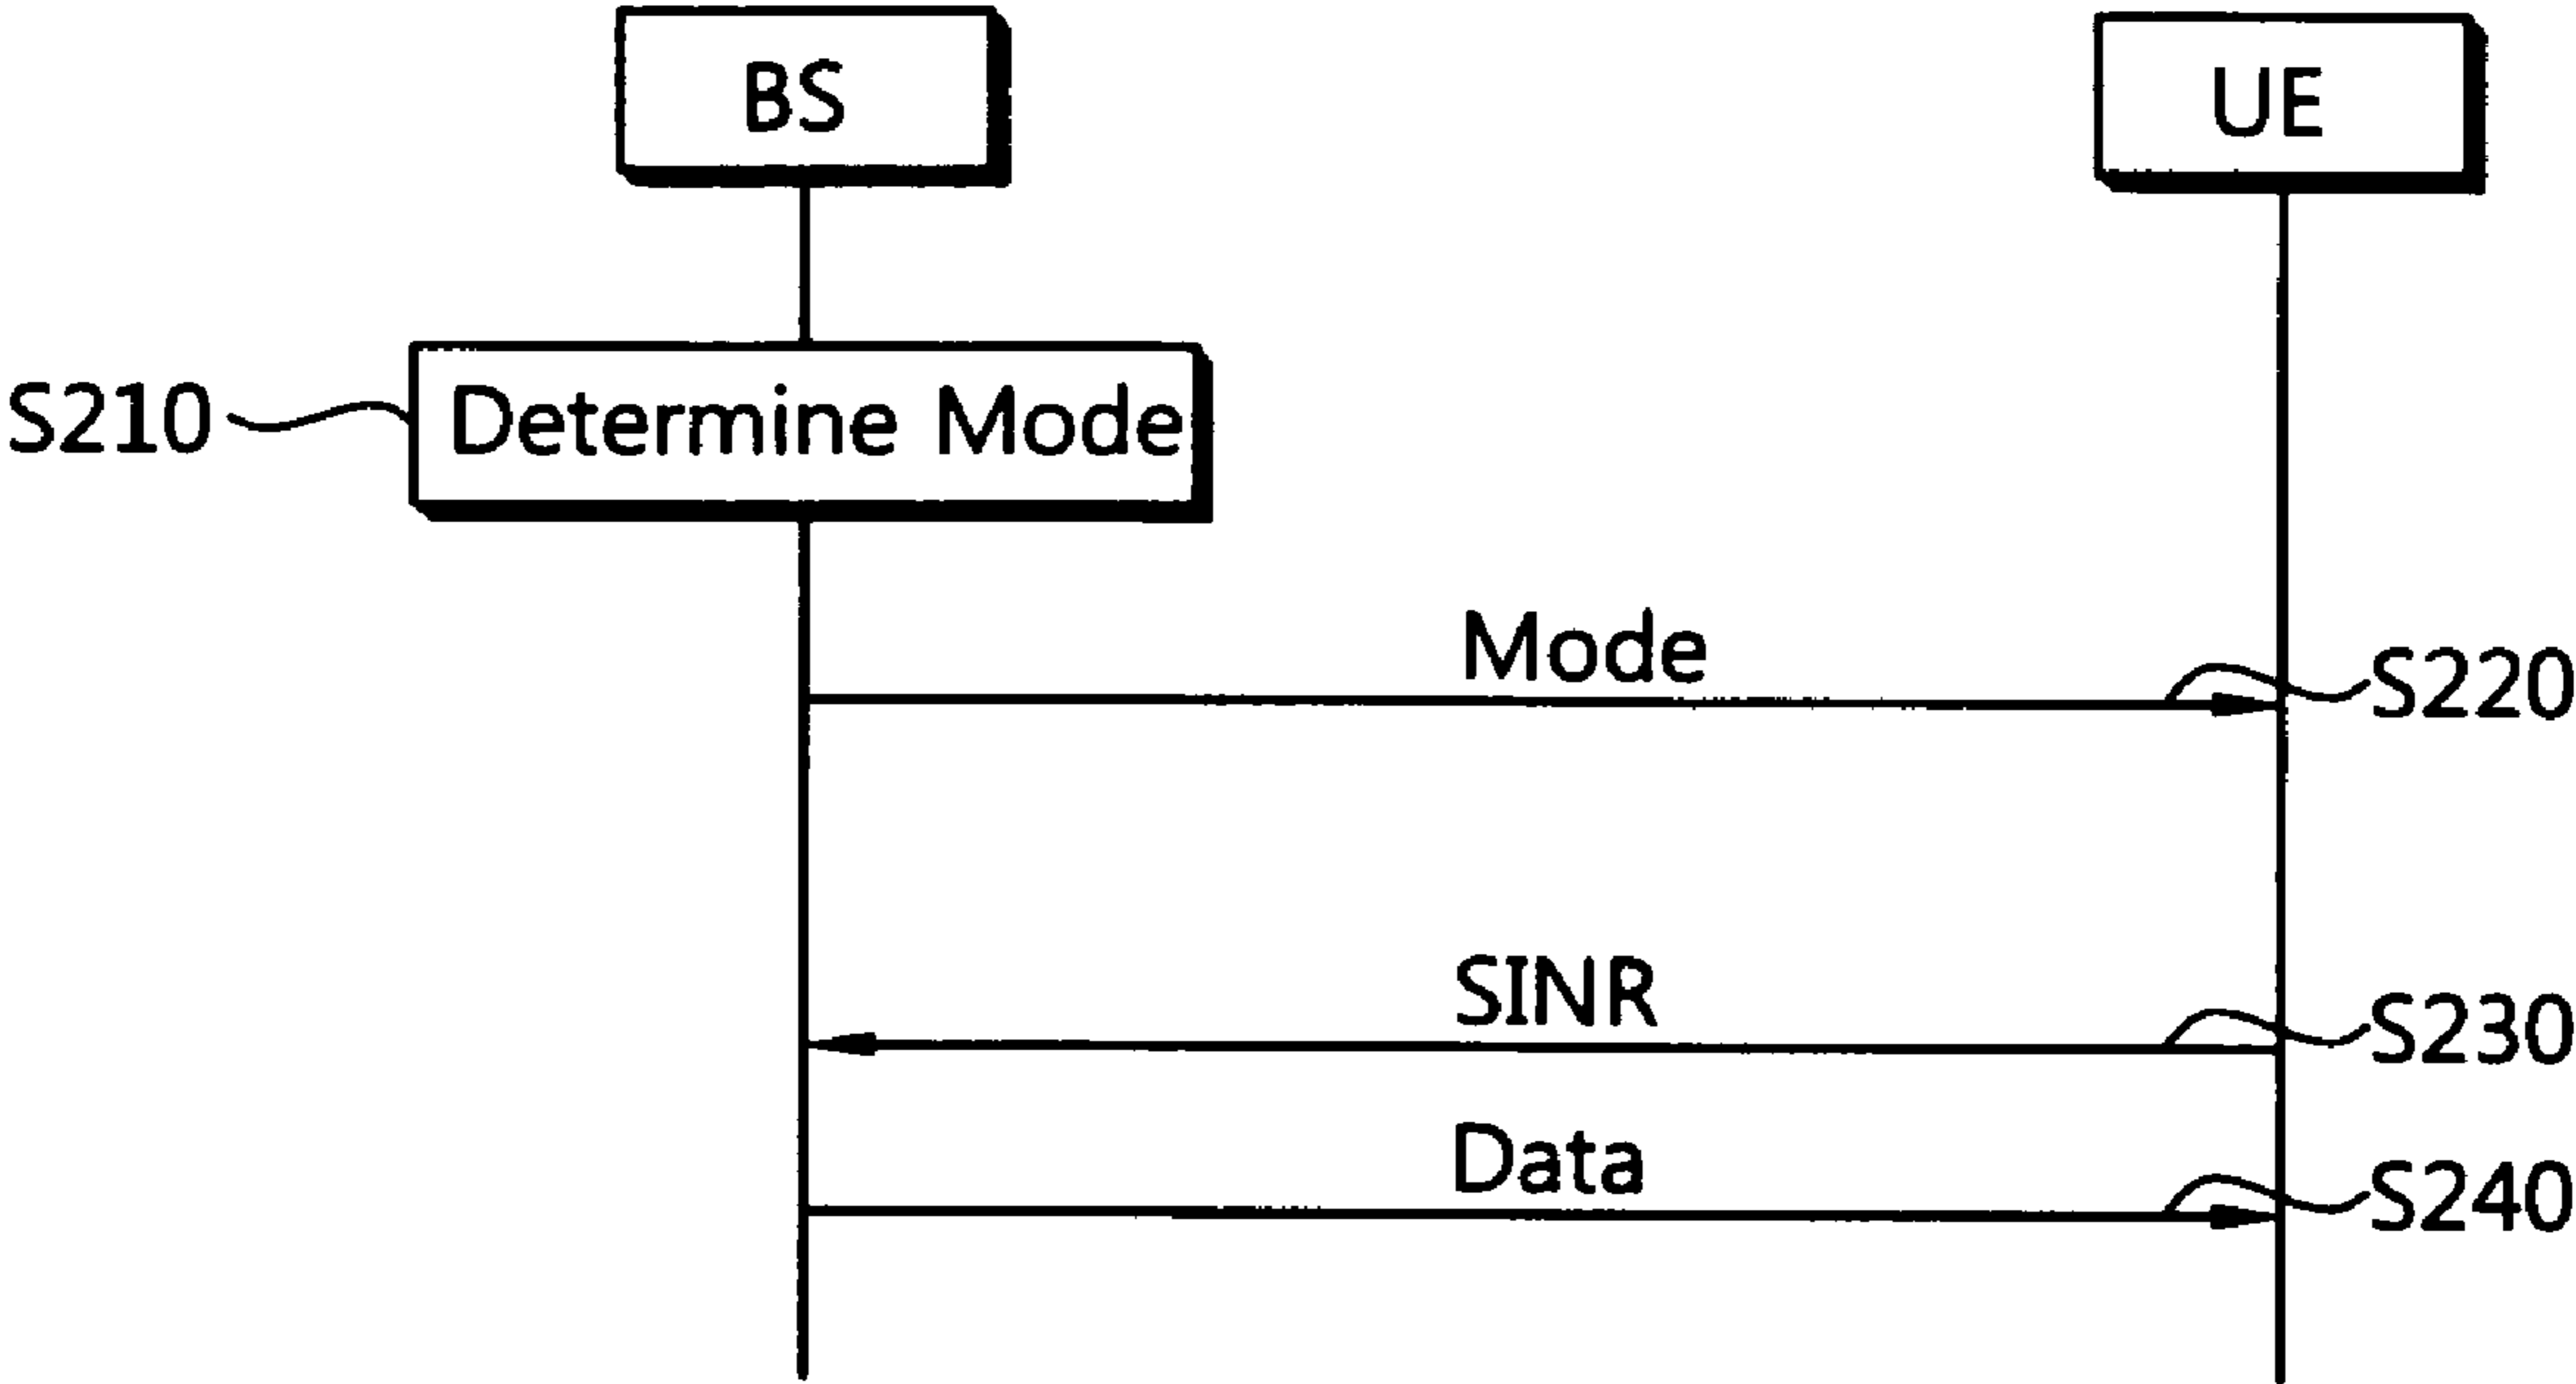 BS
UE
S210
Determine Mode
Mode
S220
SINR
S230
Data
S240